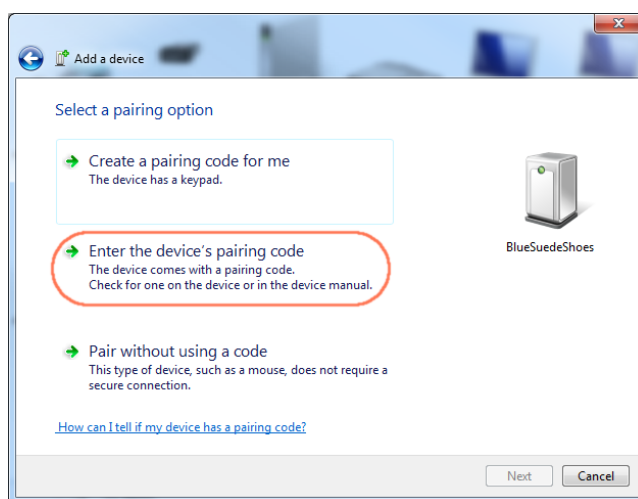 Add a device
Select a pairing option
Create a pairing code for me
The device has a keypad.
Enter the device's pairing code
The device comes with a pairing code.
Check for one on the device or in the device manual.
BlueSuedeShoes
Pair without using a code
This type of device, such as a mouse, does not require a
secure connection.
How can I tell if my device has a pairing code?
Next
Cancel